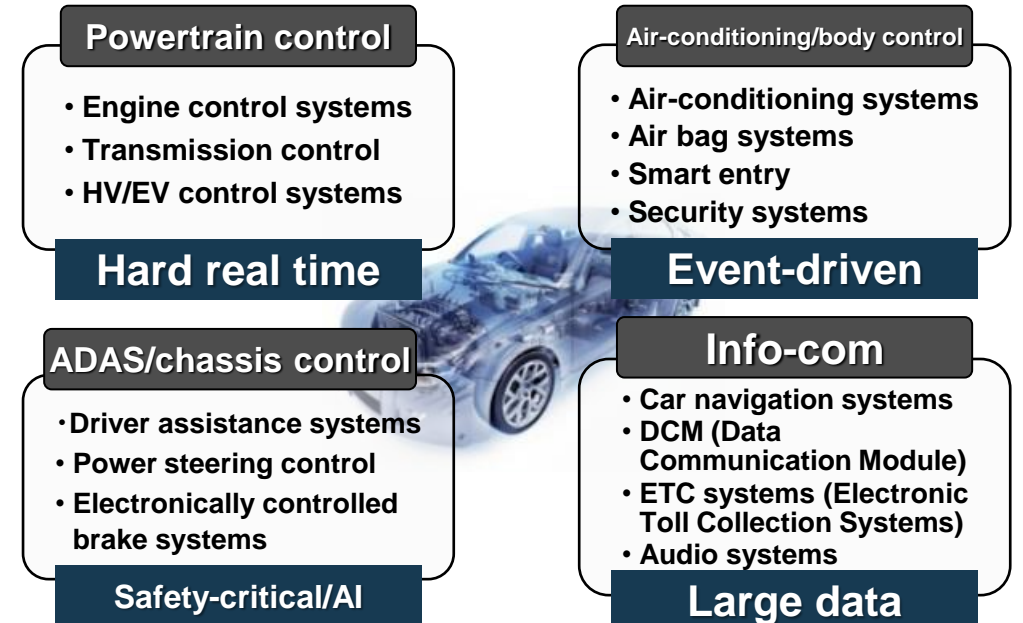 Powertrain control
• Engine control systems
• Transmission control
• HV/EV control systems
Hard real time
Air-conditioning/body control
• Air-conditioning systems
• Air bag systems
• Smart entry
• Security systems
Event-driven
ADAS/chassis control
・Driver assistance systems
• Power steering control
• Electronically controlled
brake systems
Safety-critical/AI
Info-com
• Car navigation systems
• DCM (Data
Communication Module)
• ETC systems (Electronic
Toll Collection Systems)
• Audio systems
Large data